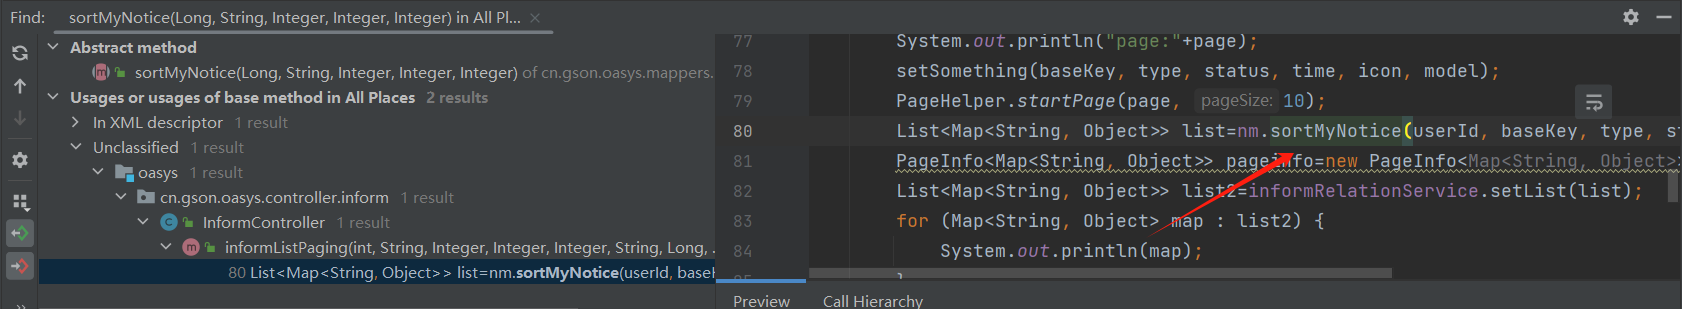 Find: sortMyNotice(Long, String, Integer, Integer, Integer) in All Pl... ×
Abstract method
m sortMyNotice(Long, String, Integer, Integer, Integer) of cn.gson.oasys.mappers.
Usages or usages of base method in All Places 2 results
In XML descriptor 1 result
Unclassified 1 result
oasys 1 result
cn.gson.oasys.controller.inform 1 result
C InformController 1 result
m informListPaging(int, String, Integer, Integer, Integer, String, Long, .
80 List<Map<String, Object>> list=nm.sortMyNotice(userId, baseK
77 System.out.println("page:"+page);
78 setSomething(baseKey, type, status, time, icon, model);
79 PageHelper.startPage(page, pageSize: 10);
80 List<Map<String, Object>> list=nm.sortMyNotice(userId, baseKey, type, st
81 PageInfo<Map<String, Object>> pageinfo=new PageInfo<Map<String, Object>>
82 List<Map<String, Object>> list2=informRelationService.setList(list);
83 for (Map<String, Object> map : list2) {
84 System.out.println(map);
85 }
Preview Call Hierarchy